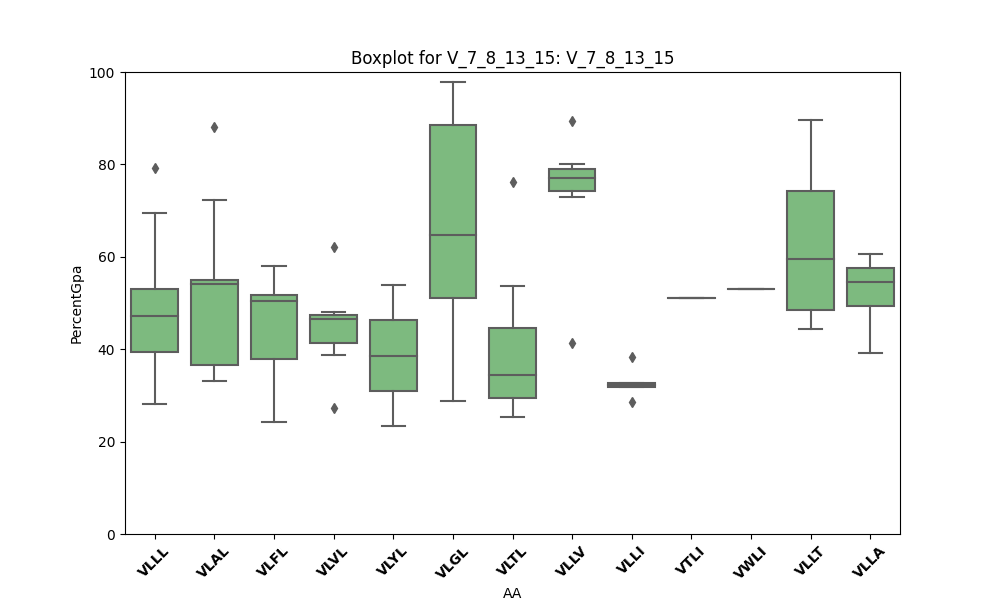 Boxplot for V_7_8_13_15: V_7_8_13_15
100
80
60
40
20
0
PercentGpa
VLLL VLAL VLFL VLVL VLYL VLGL VLTL VLLV VLLI VTLI VWLI VLLT VLLA
AA